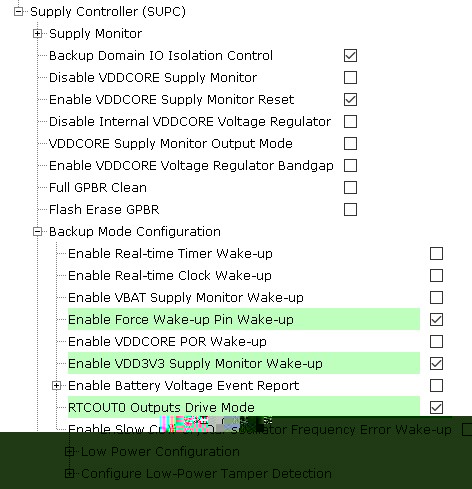 Supply Controller (SUPC)
Supply Monitor
Backup Domain IO Isolation Control
Disable VDDCORE Supply Monitor
Enable VDDCORE Supply Monitor Reset
Disable Internal VDDCORE Voltage Regulator
VDDCORE Supply Monitor Output Mode
Enable VDDCORE Voltage Regulator Bandgap
Full GPBR Clean
Flash Erase GPBR
Backup Mode Configuration
Enable Real-time Timer Wake-up
Enable Real-time Clock Wake-up
Enable VBAT Supply Monitor Wake-up
Enable Force Wake-up Pin Wake-up
Enable VDDCORE POR Wake-up
Enable VDD3V3 Supply Monitor Wake-up
Enable Battery Voltage Event Report
RTCOUT0 Outputs Drive Mode
Enable Slow Frequency Error Wake-up
Low Power Configuration
Configure Low-Power Tamper Detection